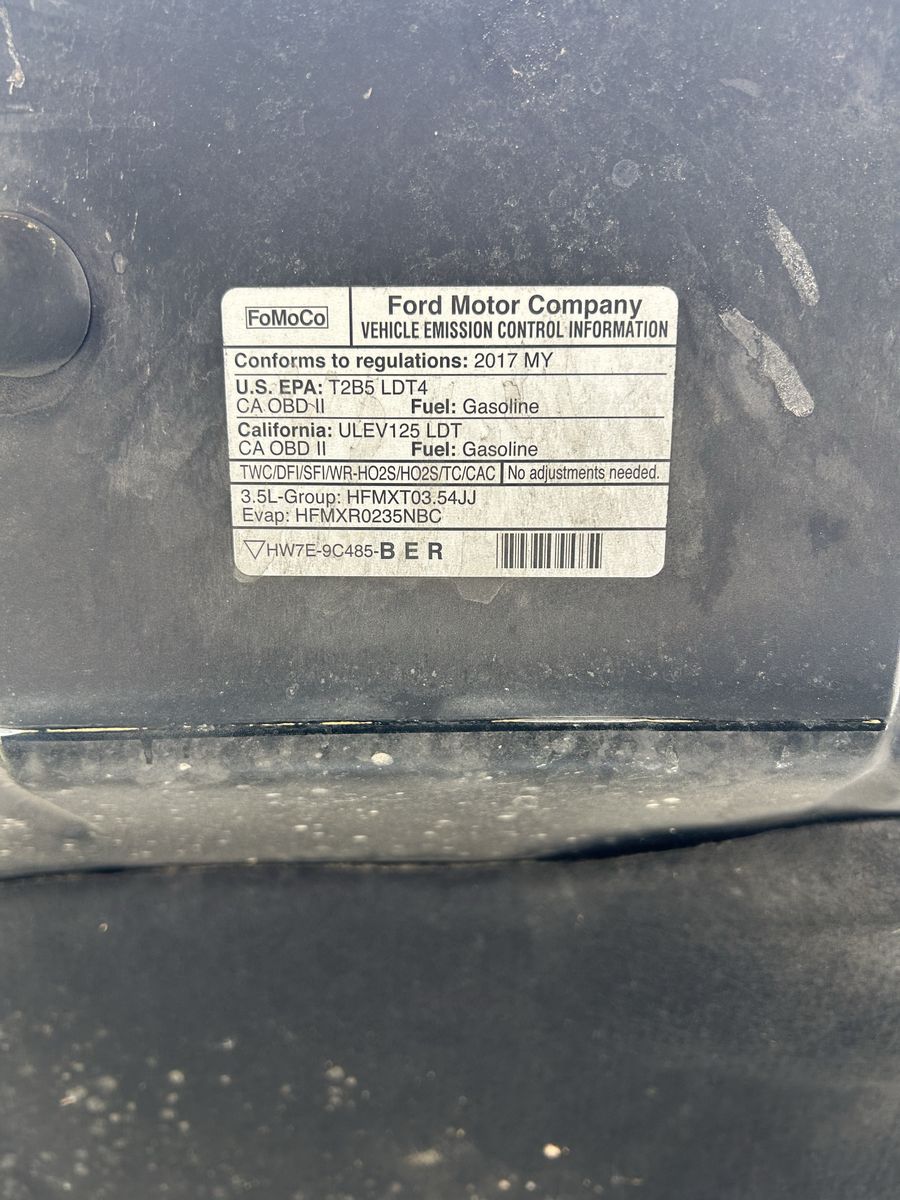 FoMoCo
Ford Motor Company
VEHICLE EMISSION CONTROL INFORMATION
Conforms to regulations: 2017 MY
U.S. EPA: T2B5 LDT4
CA OBD II Fuel: Gasoline
California: ULEV125 LDT
CA OBD II Fuel: Gasoline
TWC/DFI/SFI/WR-HO2S/HO2S/TC/CAC No adjustments needed.
3.5L-Group: HFMXT03.54JJ
Evap: HFMXR0235NBC
▽HW7E-9C485-B E R